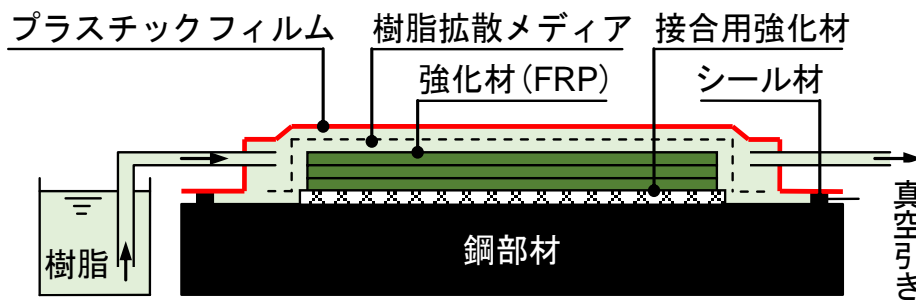 プラスチックフィルム
樹脂拡散メディア
接合用強化材
強化材(FRP)
シール材
樹脂
鋼部材
真空引き